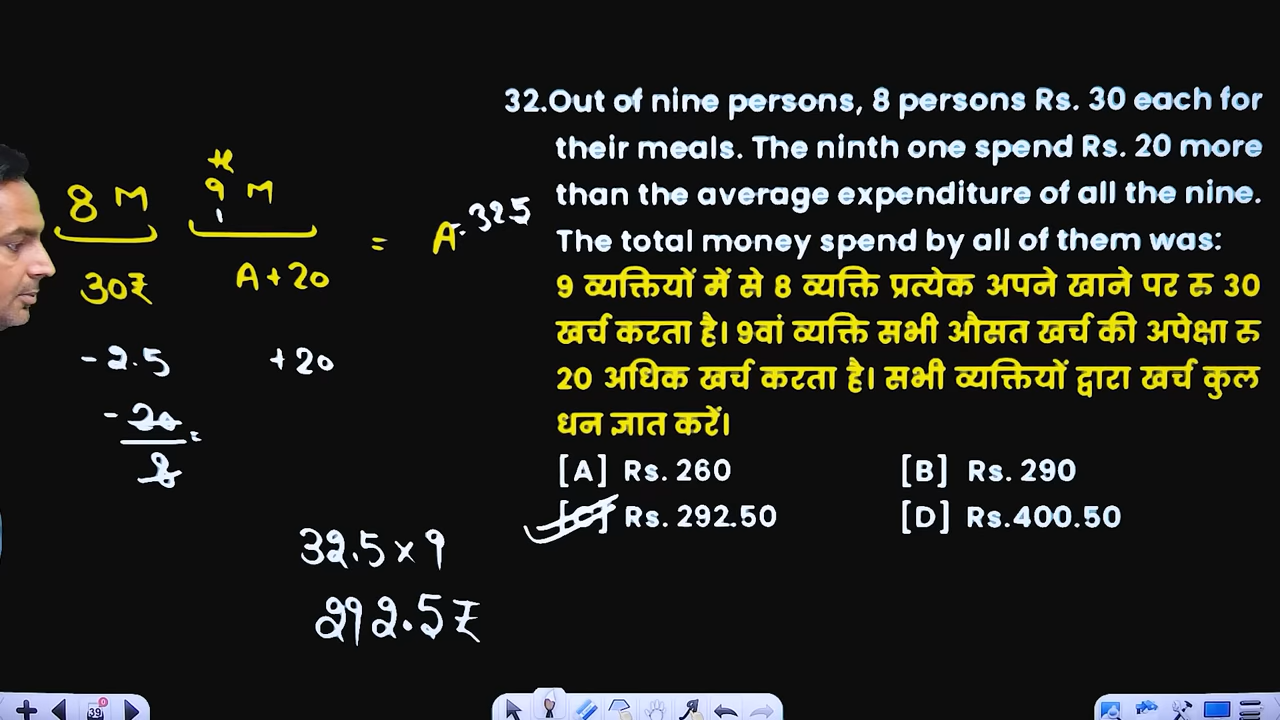 32.Out of nine persons, 8 persons Rs. 30 each for
their meals. The ninth one spend Rs. 20 more
than the average expenditure of all the nine.
The total money spend by all of them was:
9 व्यक्तियों में से 8 व्यक्ति प्रत्येक अपने खाने पर रु 30
खर्च करता है। 9वां व्यक्ति सभी औसत खर्च की अपेक्षा रु
20 अधिक खर्च करता है। सभी व्यक्तियों द्वारा खर्च कुल
धन ज्ञात करें।
[A] Rs. 260 [B] Rs. 290
[C] Rs. 292.50 [D] Rs.400.50
8 M 9 M
1
= A = 32.5
30₹ A+20
-2.5 +20
-20
=
8
32.5×9
292.5₹
39